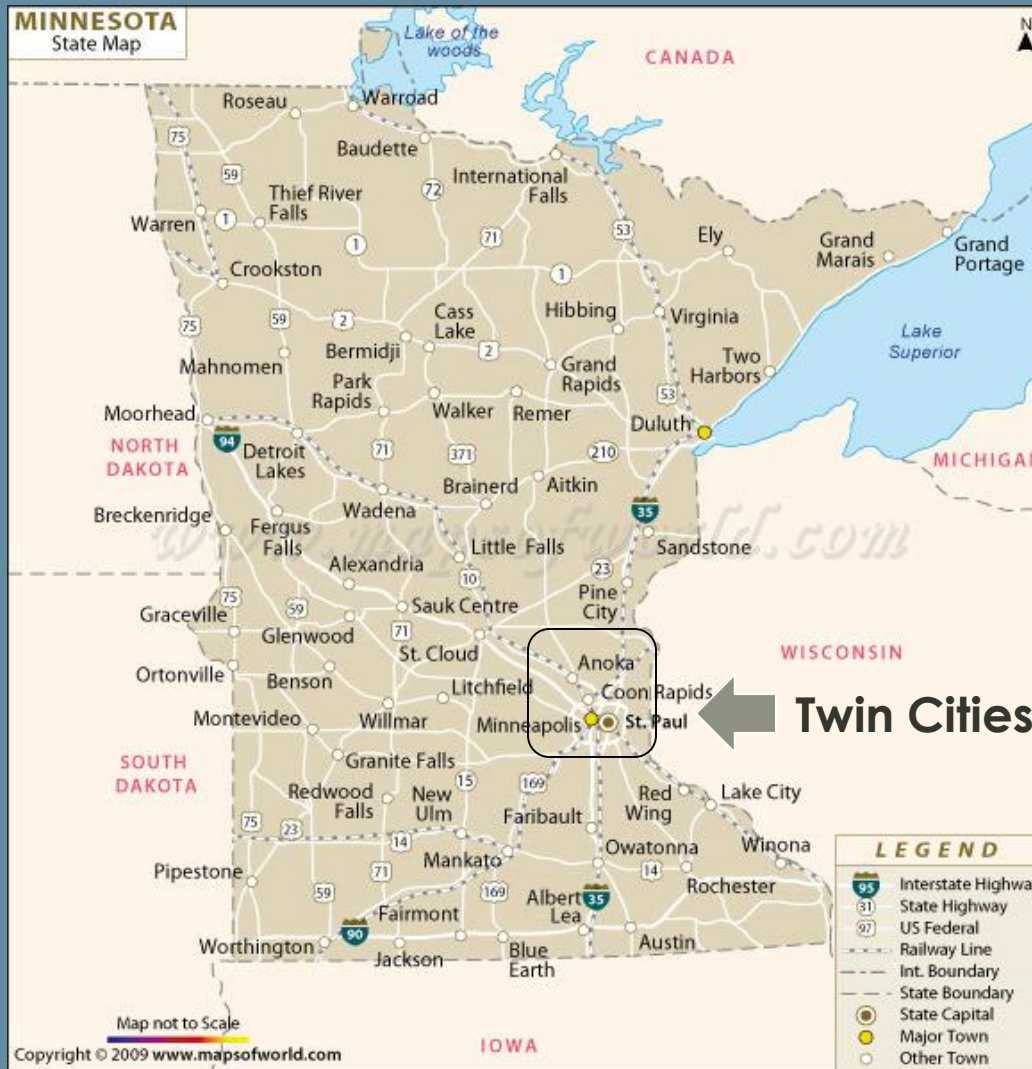 MINNESOTA
State Map
Lake of the
woods
N
CANADA
Roseau
Warroad
Baudette
75
59
72
International
Falls
Thief River
Falls
Warren
1
1
71
53
Ely
Grand
Marais
Grand
Portage
Crookston
1
75
59
2
Cass
Lake
Hibbing
Virginia
Lake
Superior
Bermidji
2
Mahnomen
Park
Rapids
Grand
Rapids
Two
Harbors
53
Moorhead
Walker
Remer
Duluth
NORTH
DAKOTA
94
Detroit
Lakes
71
371
210
MICHIGAN
Brainerd
Aitkin
Wadena
35
Breckenridge
Fergus
Falls
www.mapsofworld.com
Little Falls
Sandstone
Alexandria
10
23
Pine
City
75
59
Sauk Centre
Graceville
Glenwood
71
St. Cloud
WISCONSIN
Anoka
Ortonville
Benson
Litchfield
Coon Rapids
Montevideo
Willmar
Minneapolis
St. Paul
Twin Cities
SOUTH
DAKOTA
Granite Falls
15
169
Redwood
Falls
New
Ulm
Red
Wing
Lake City
75
23
Faribault
14
Mankato
Owatonna
14
Winona
Pipestone
71
Rochester
59
169
Albert
Lea
35
Fairmont
90
Worthington
Jackson
Blue
Earth
Austin
LEGEND
95 Interstate Highwa
31 State Highway
97 US Federal
Railway Line
Int. Boundary
State Boundary
State Capital
Major Town
Other Town
Map not to Scale
IOWA
Copyright © 2009 www.mapsofworld.com